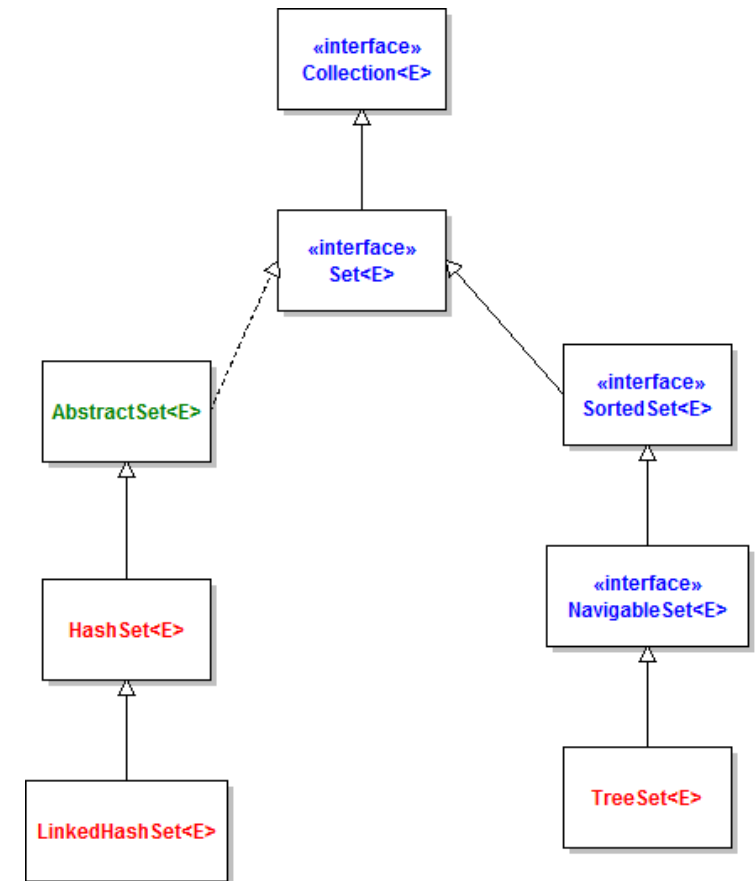 «interface»
Collection<E>
«interface»
Set<E>
AbstractSet<E>
«interface»
SortedSet<E>
HashSet<E>
«interface»
NavigableSet<E>
LinkedHashSet<E>
TreeSet<E>